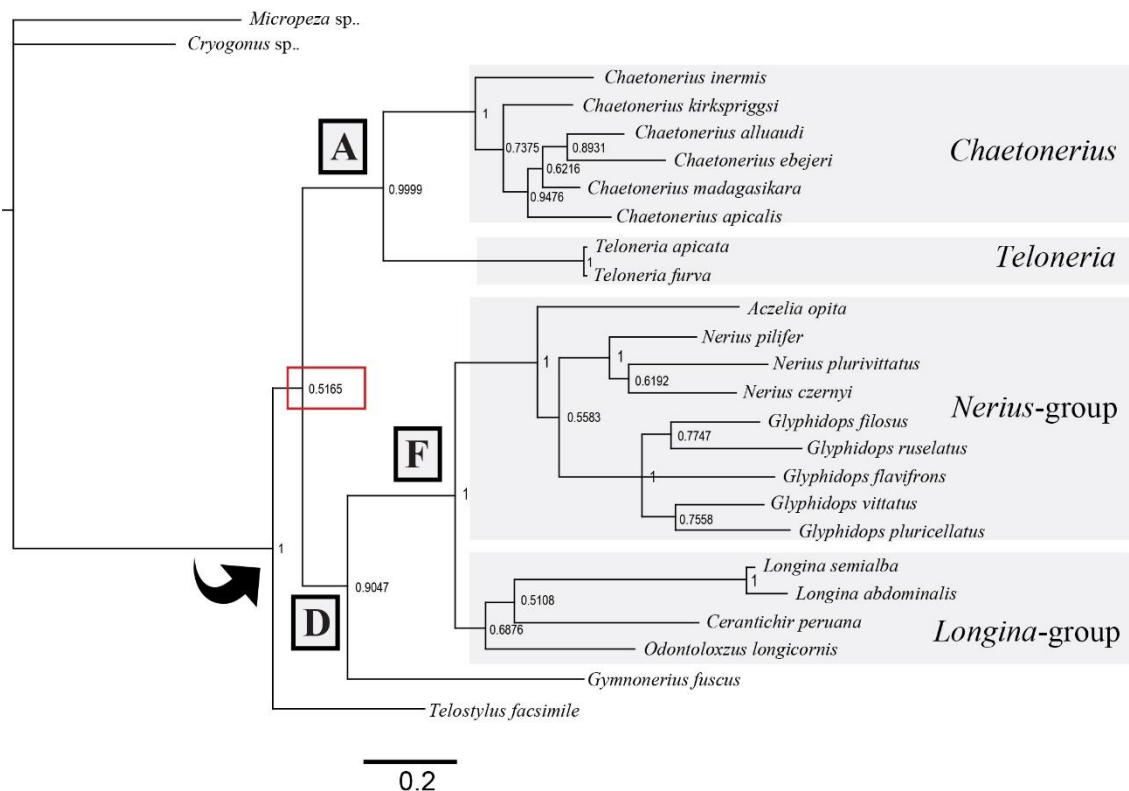 Micropeza sp..
Cryogonus sp..
Chaetonerius inermis
1
Chaetonerius kirkspriggsi
Chaetonerius alluaudi
0.7375
0.8931
Chaetonerius
A
Chaetonerius ebejeri
0.6216
0.9999
Chaetonerius madagasikara
0.9476
Chaetonerius apicalis
Teloneria apicata
1
Teloneria
Teloneria furva
Aczelia opita
Nerius pilifer
1
1
Nerius plurivittatus
0.6192
0.5165
Nerius czernyi
Nerius-group
0.5583
Glyphidops filosus
0.7747
Glyphidops ruselatus
F
Glyphidops flavifrons
1
1
Glyphidops vittatus
0.7558
Glyphidops pluricellatus
1
Longina semialba
1
0.9047
Longina abdominalis
0.5108
D
Cerantichir peruana
Longina-group
0.6876
Odontoloxzus longicornis
Gymnonerius fuscus
Telostylus facsimile
0.2